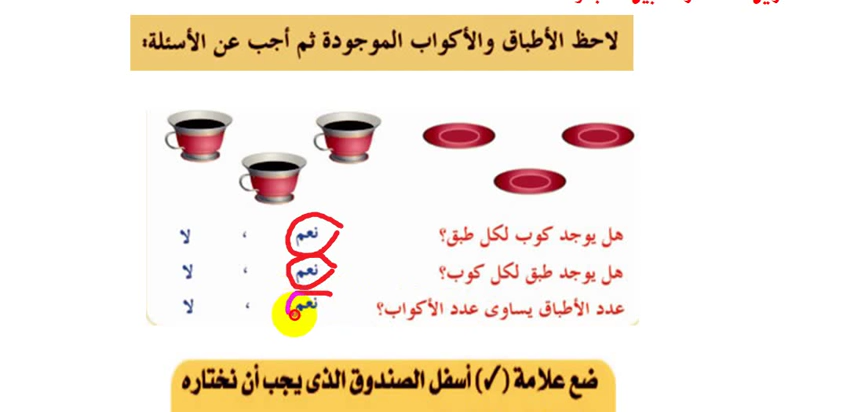 لاحظ الأطباق والأكواب الموجودة ثم أجب عن الأسئلة:
هل يوجد كوب لكل طبق؟ نعم ، لا
هل يوجد طبق لكل كوب؟ نعم ، لا
عدد الأطباق يساوى عدد الأكواب؟ نعم ، لا
ضع علامة (✓) أسفل الصندوق الذى يجب أن نختاره